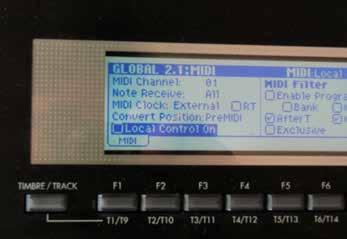 GLOBAL 2.1:MIDI MIDI Local
MIDI Channel: 01 MIDI Filter
Note Receive: All Enable Progra
MIDI Clock: External RT Bank
Convert Position:PreMIDI AfterT
Local Control On Exclusive
MIDI
TIMBRE / TRACK F1 F2 F3 F4 F5 F6
T1/T9 T2/T10 T3/T11 T4/T12 T5/T13 T6/T14